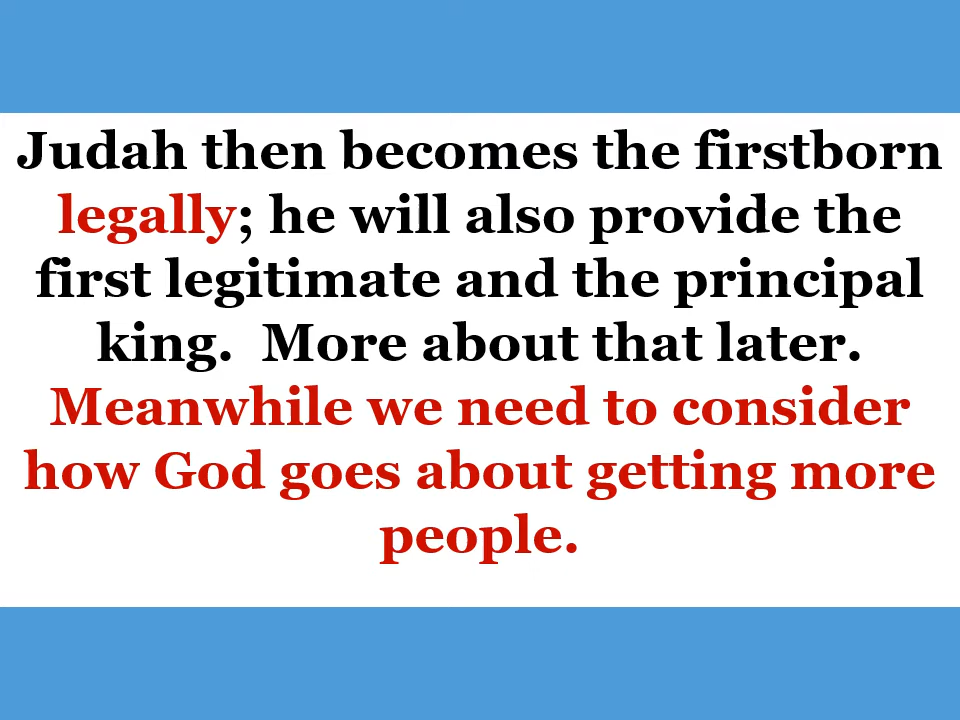 Judah then becomes the firstborn
legally; he will also provide the
first legitimate and the principal
king.  More about that later.
Meanwhile we need to consider
how God goes about getting more
people.